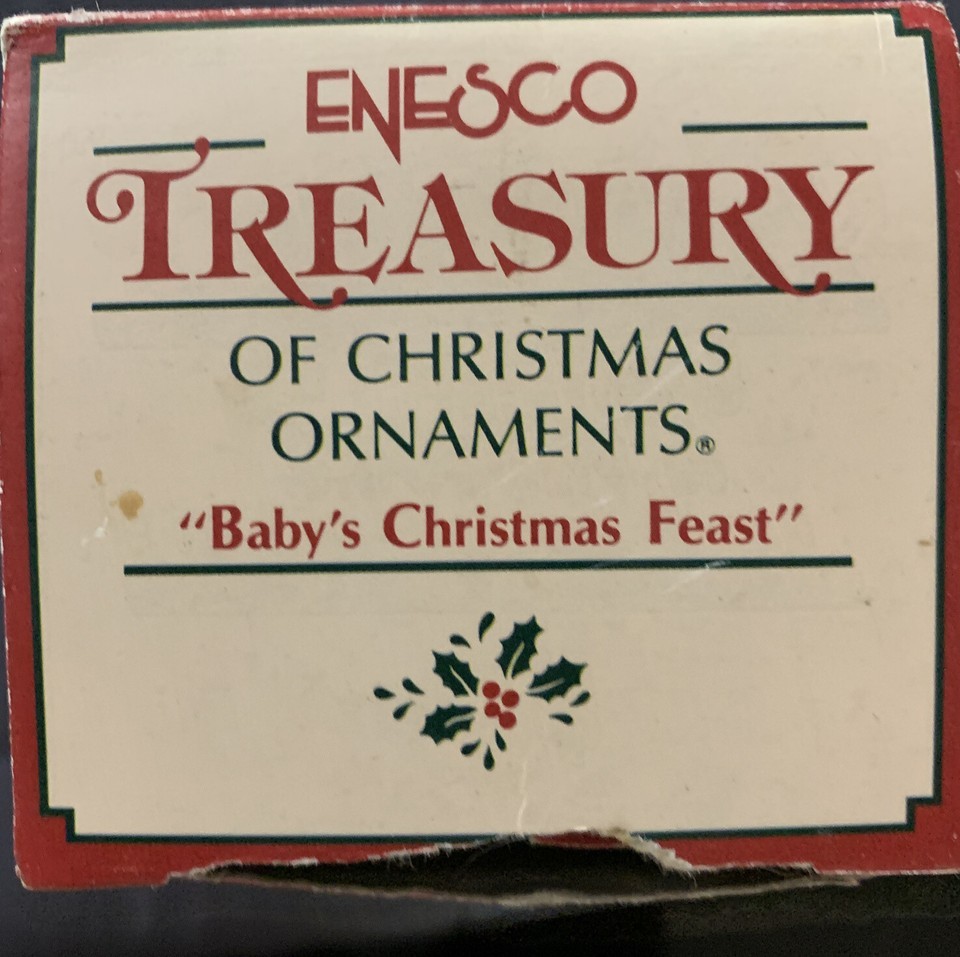 ENESCO
TREASURY
OF CHRISTMAS
ORNAMENTS®
“Baby’s Christmas Feast”